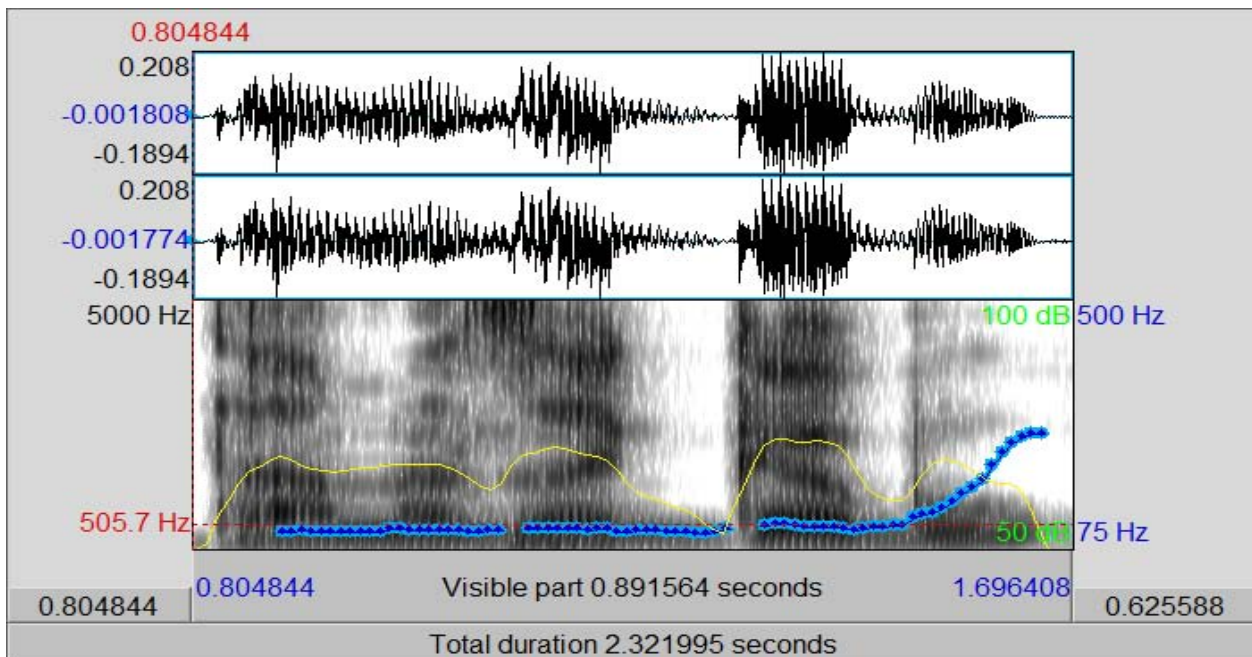 0.804844
0.208
-0.001808
-0.1894
0.208
-0.001774
-0.1894
5000 Hz 100 dB 500 Hz
505.7 Hz 50 dB 75 Hz
0.804844 Visible part 0.891564 seconds 1.696408
0.804844 0.625588
Total duration 2.321995 seconds